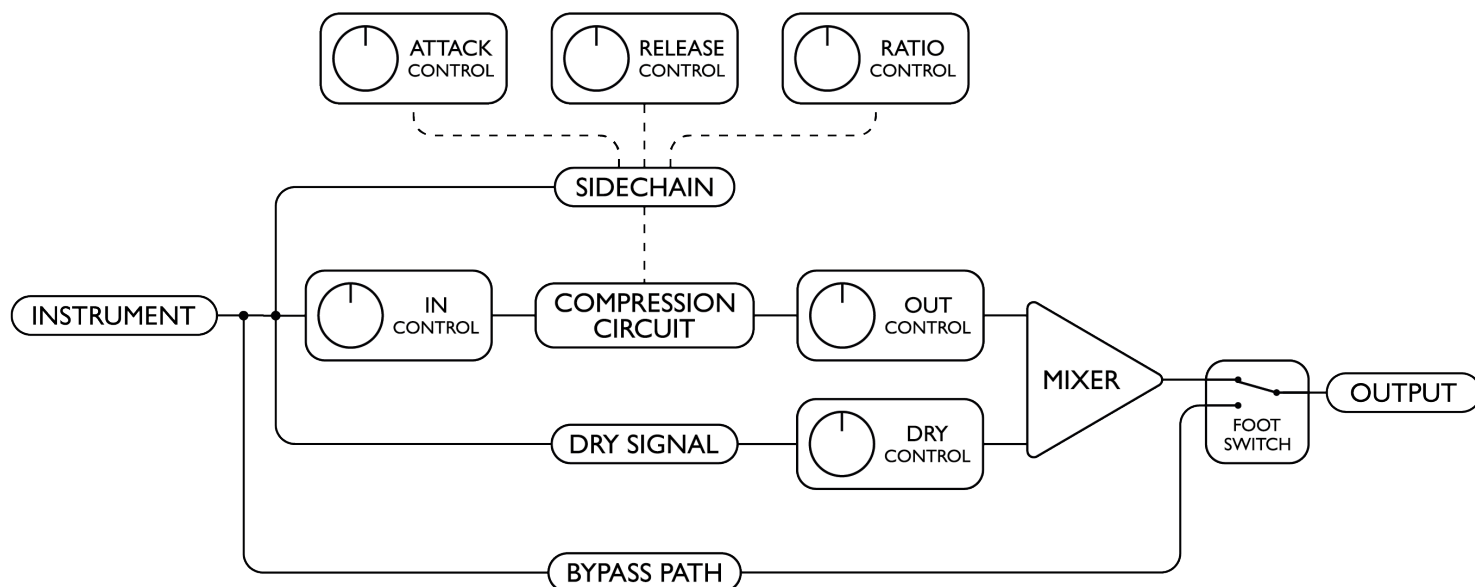 ATTACK
CONTROL
RELEASE
CONTROL
RATIO
CONTROL
SIDECHAIN
INSTRUMENT
IN
CONTROL
COMPRESSION
CIRCUIT
OUT
CONTROL
MIXER
OUTPUT
FOOT
SWITCH
DRY SIGNAL
DRY
CONTROL
BYPASS PATH